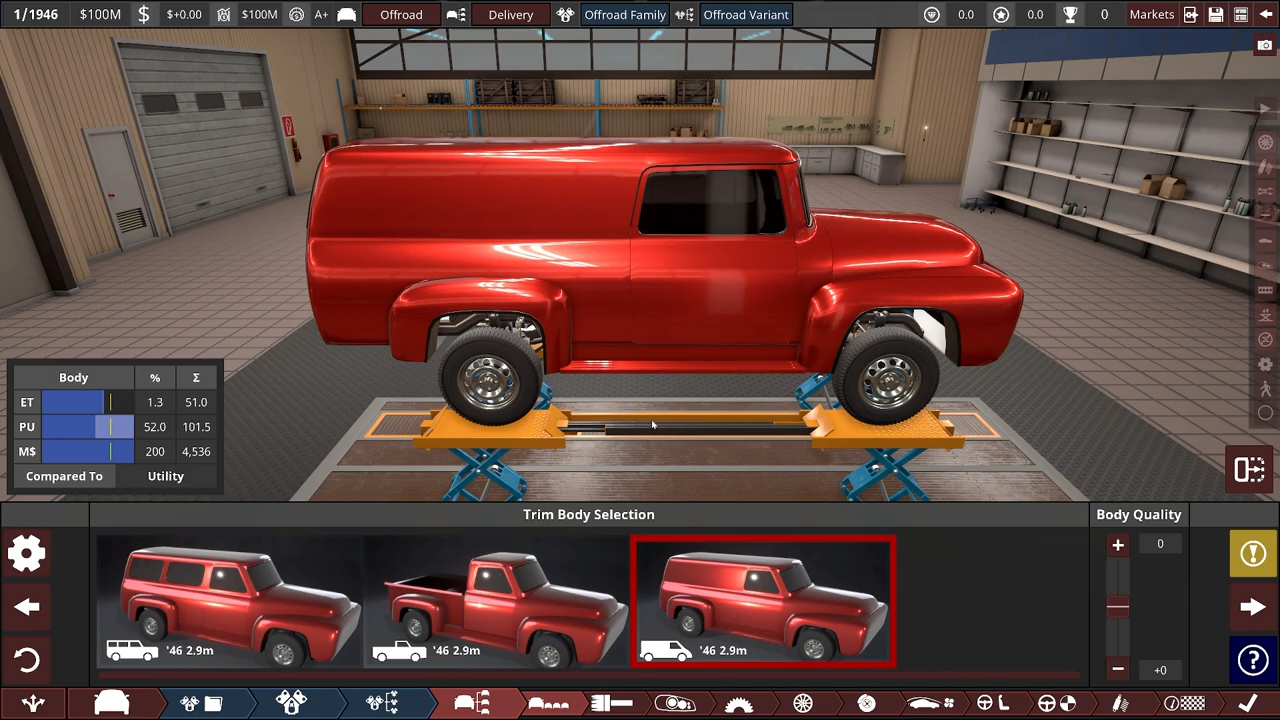 1/1946 $100M $ $+0.00 $100M A+ Offroad Delivery Offroad Family Offroad Variant 0.0 0.0 0 Markets
Body % Σ
ET 1.3 51.0
PU 52.0 101.5
M$ 200 4,536
Compared To Utility
Trim Body Selection
Body Quality
'46 2.9m
'46 2.9m
'46 2.9m
+ 0
- +0